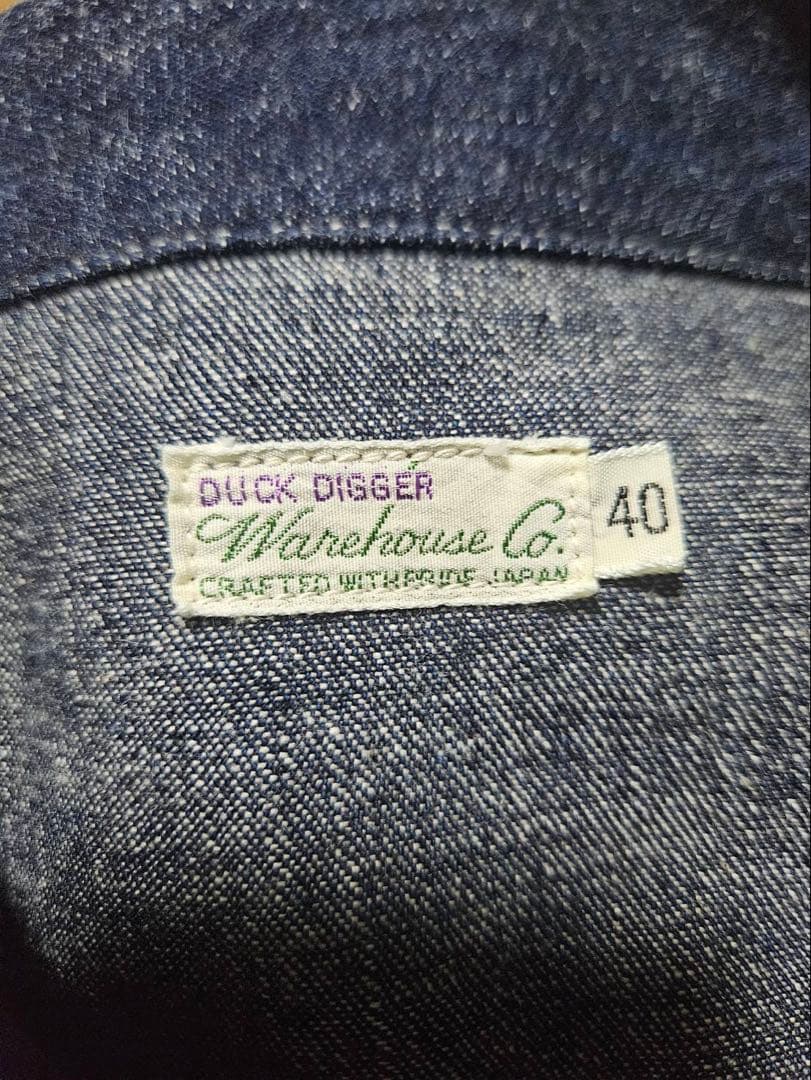 DUCK DIGGER
Warehouse Co.
CRAFTED WITH PRIDE JAPAN
40